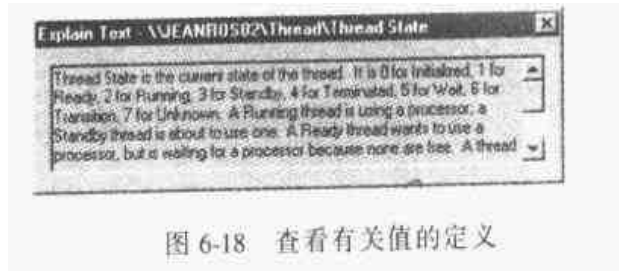 Explain Text - \\JEANROS02\Thread\Thread State
Thread State is the current state of the thread. It is 0 for Initialized, 1 for
Ready, 2 for Running, 3 for Standby, 4 for Terminated, 5 for Wait, 6 for
Transition, 7 for Unknown. A Running thread is using a processor; a
Standby thread is about to use one. A Ready thread wants to use a
processor, but is waiting for a processor because none are free. A thread
图 6-18 查看有关值的定义